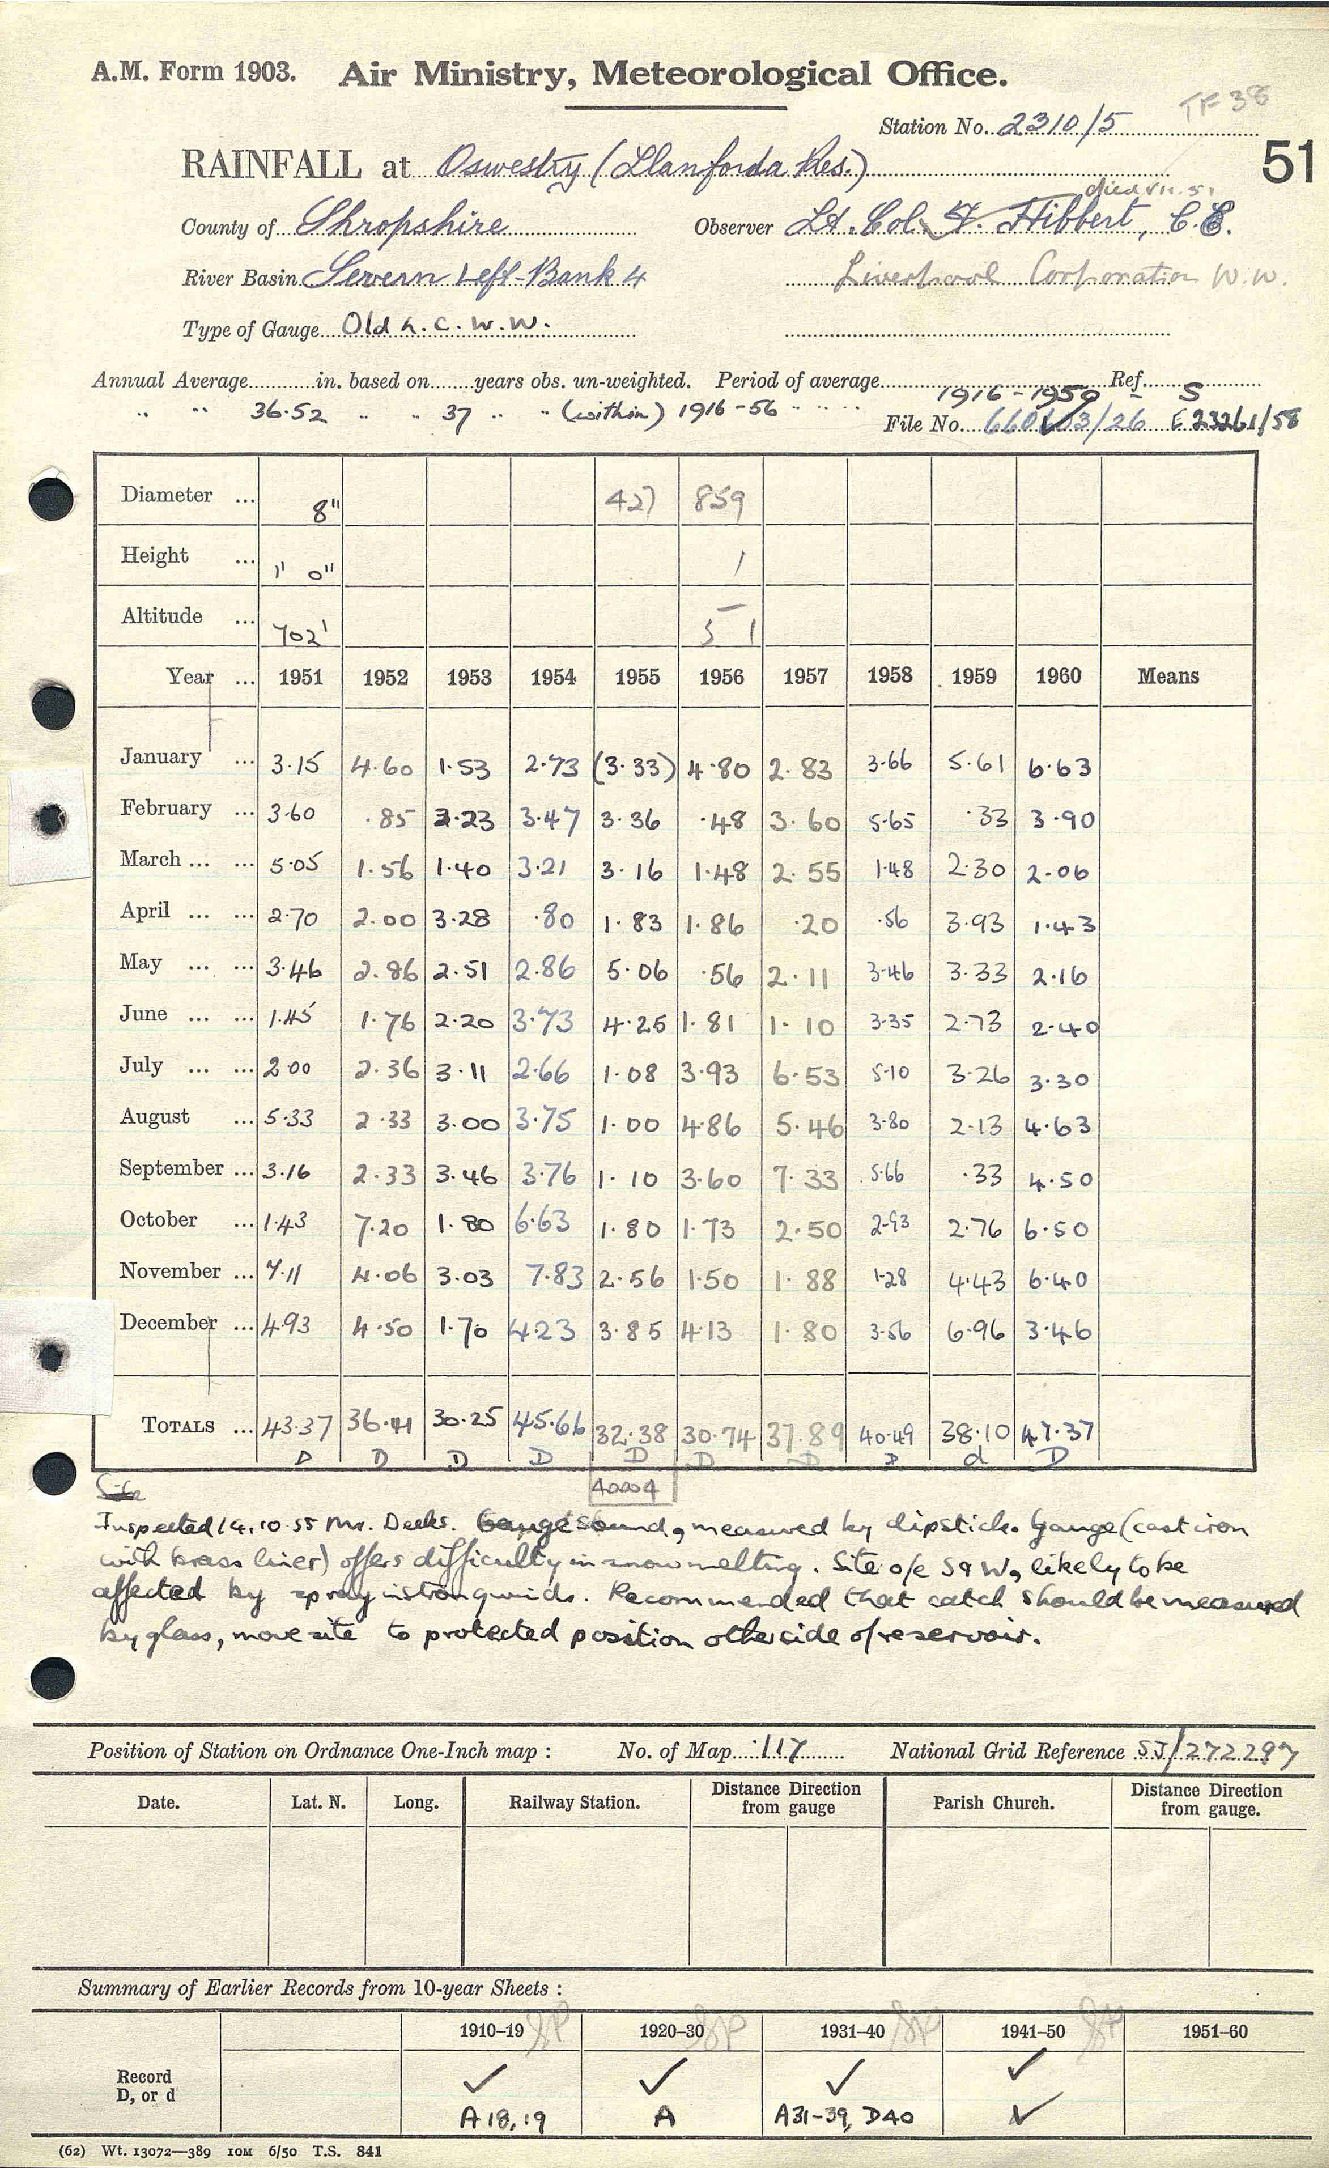 A.M. Form 1903. Air Ministry, Meteorological Office.
TF 38
Station No. 2310/5
51
RAINFALL at Oswestry (Llanforda Res.)
died VII.51
County of Shropshire Observer Lt. Col. F. Hibbert, C.E.
River Basin Severn Left Bank 4 Liverpool Corporation W.W.
Type of Gauge Old L.C.W.W.
Annual Average in. based on years obs. un-weighted. Period of average 1916-1950 Ref. S
" " 36.52 " " 37 " " (within) 1916-56 " " " "
File No. 660603/26 E23261/58
Diameter ... 8" 427 859
Height ... 1' 0" 1
Altitude ... 702' 51
Year ... 1951 1952 1953 1954 1955 1956 1957 1958 1959 1960 Means
January ... 3.15 4.60 1.53 2.73 (3.33) 4.80 2.83 3.66 5.61 6.63
February ... 3.60 .85 2.23 3.47 3.36 .48 3.60 5.65 .33 3.90
March ... ... 5.05 1.56 1.40 3.21 3.16 1.48 2.55 1.48 2.30 2.06
April ... ... 2.70 2.00 3.28 .80 1.83 1.86 .20 .56 3.93 1.43
May ... ... 3.46 2.86 2.51 2.86 5.06 .56 2.11 3.46 3.33 2.16
June ... ... 1.45 1.76 2.20 3.73 4.25 1.81 1.10 3.35 2.73 2.40
July ... ... 2.00 2.36 3.11 2.66 1.08 3.93 6.53 5.10 3.26 3.30
August ... 5.33 2.33 3.00 3.75 1.00 4.86 5.46 3.80 2.13 4.63
September ... 3.16 2.33 3.46 3.76 1.10 3.60 7.33 5.66 .33 4.50
October ... 1.43 7.20 1.80 6.63 1.80 1.73 2.50 2.93 2.76 6.50
November ... 7.11 4.06 3.03 7.83 2.56 1.50 1.88 1.28 4.43 6.40
December ... 4.93 4.50 1.70 4.23 3.85 4.13 1.80 3.56 6.96 3.46
TOTALS ... 43.37 36.41 30.25 45.66 32.38 30.74 37.89 40.49 38.10 47.37
D D D D D D D D d D
40004
Site
Inspected 14.10.55 Mr. Deeks. Gauge sound, measured by dipstick. Gauge (cast iron
with brass liner) offers difficulty in snow melting. Site o/e S & W, likely to be
affected by spray in strong winds. Recommended that catch should be measured
by glass, move site to protected position other side of reservoir.
Position of Station on Ordnance One-Inch map : No. of Map 117 National Grid Reference SJ/272297
Date. Lat. N. Long. Railway Station. Distance from gauge Direction Parish Church. Distance from gauge. Direction
Summary of Earlier Records from 10-year Sheets :
1910–19 1920–30 1931–40 1941–50 1951–60
Record D, or d ✓ ✓ ✓ ✓
A18,19 A A31-39, D40 ✓
(62) Wt. 13072—389 10M 6/50 T.S. 841